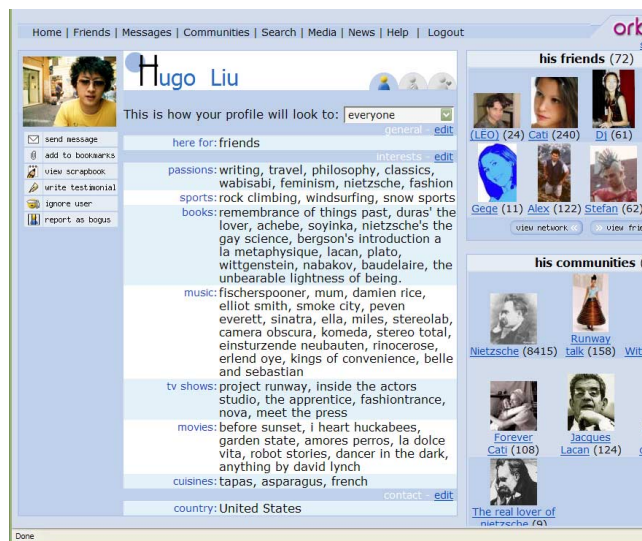 Home | Friends | Messages | Communities | Search | Media | News | Help | Logout
ork
Hugo Liu
This is how your profile will look to: everyone
general - edit
here for: friends
interests - edit
passions: writing, travel, philosophy, classics,
wabisabi, feminism, nietzsche, fashion
sports: rock climbing, windsurfing, snow sports
books: remembrance of things past, duras' the
lover, achebe, soyinka, nietzsche's the
gay science, bergson's introduction a
la metaphysique, lacan, plato,
wittgenstein, nabakov, baudelaire, the
unbearable lightness of being.
music: fischerspooner, mum, damien rice,
elliot smith, smoke city, peven
everett, sinatra, ella, miles, stereolab,
camera obscura, komeda, stereo total,
einsturzende neubauten, rinocerose,
erlend oye, kings of convenience, belle
and sebastian
tv shows: project runway, inside the actors
studio, the apprentice, fashiontrance,
nova, meet the press
movies: before sunset, i heart huckabees,
garden state, amores perros, la dolce
vita, robot stories, dancer in the dark,
anything by david lynch
cuisines: tapas, asparagus, french
contact - edit
country: United States
send message
add to bookmarks
view scrapbook
write testimonial
ignore user
report as bogus
his friends (72)
(LEO) (24) Cati (240) Dj (61)
Gege (11) Alex (122) Stefan (62)
view network view frie
his communities (
Nietzsche (8415)
Runway
talk (158)
Wit
Forever
Cati (108)
Jacques
Lacan (124)
The real lover of
nietzsche (9)
Done